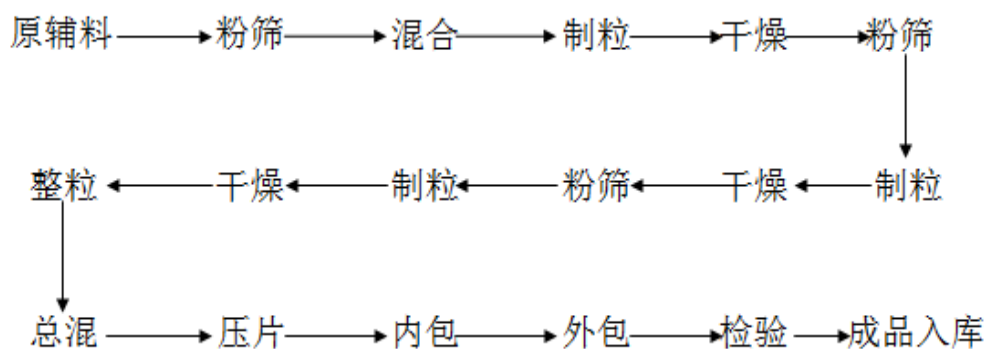 原辅料 粉筛 混合 制粒 干燥 粉筛
整粒 干燥 制粒 粉筛 干燥 制粒
总混 压片 内包 外包 检验 成品入库